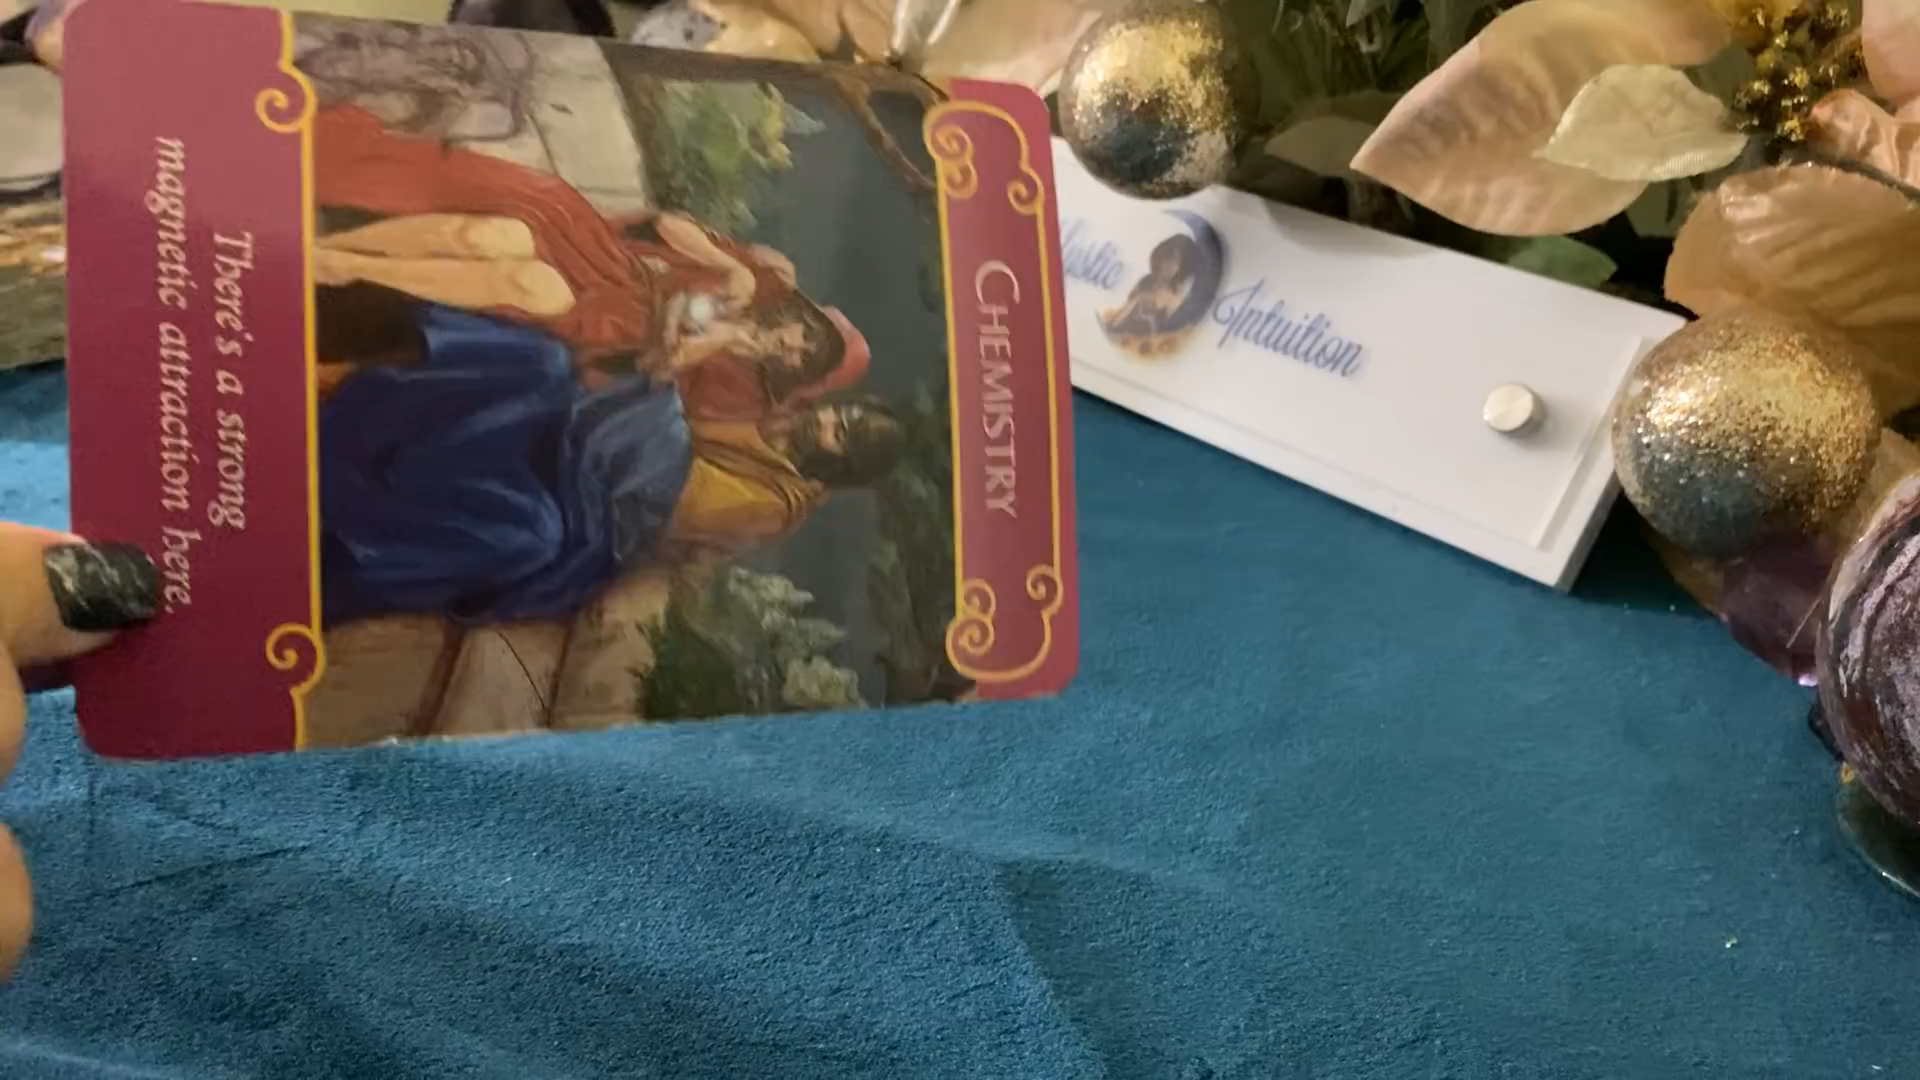 CHEMISTRY
There's a strong
magnetic attraction here.
Intuition